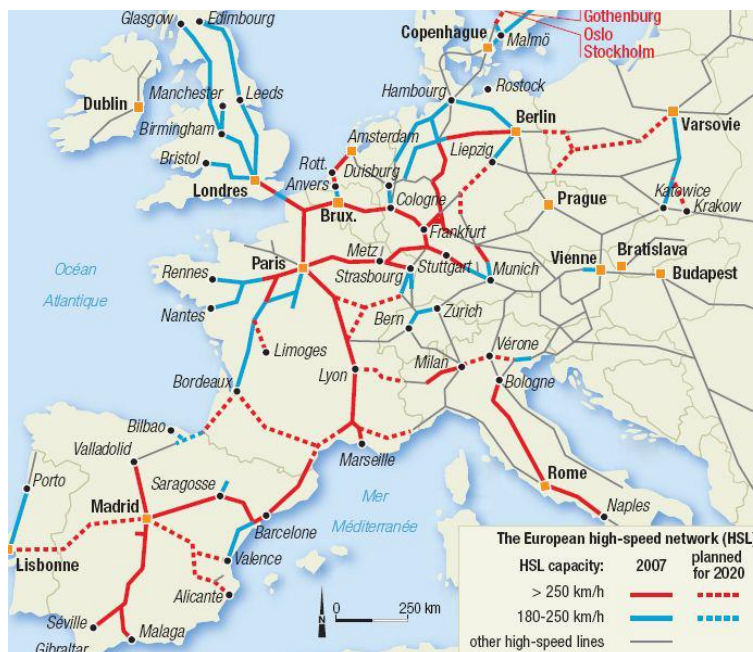 Gothenburg
Oslo
Stockholm
Glasgow
Edimbourg
Copenhague
Malmö
Dublin
Manchester
Leeds
Hambourg
Rostock
Birmingham
Amsterdam
Berlin
Varsovie
Bristol
Rott.
Duisburg
Liepzig
Londres
Anvers
Brux.
Cologne
Prague
Katowice
Krakow
Frankfurt
Océan
Atlantique
Rennes
Paris
Metz
Strasbourg
Stuttgart
Munich
Vienne
Bratislava
Budapest
Nantes
Bern
Zurich
Limoges
Lyon
Milan
Vérone
Bordeaux
Bologne
Bilbao
Valladolid
Marseille
Porto
Saragosse
Rome
Madrid
Barcelone
Mer
Méditerranée
Naples
Lisbonne
Valence
Alicante
Séville
Malaga
Gibraltar
N
0
250 km
The European high-speed network (HSL)
HSL capacity: 2007 planned
for 2020
> 250 km/h
180-250 km/h
other high-speed lines